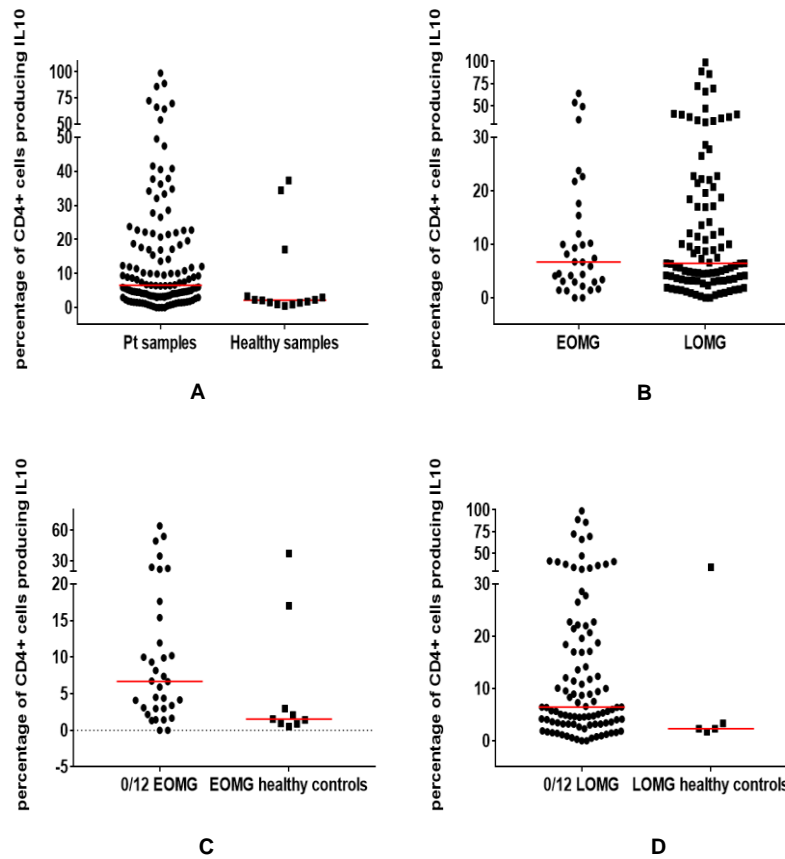 percentage of CD4+ cells producing IL10
100
75
50
50
40
30
20
10
0
Pt samples Healthy samples
A
percentage of CD4+ cells producing IL10
100
75
50
30
20
10
0
EOMG LOMG
B
percentage of CD4+ cells producing IL10
60
30
20
15
10
5
0
-5
0/12 EOMG EOMG healthy controls
C
percentage of CD4+ cells producing IL10
100
75
50
30
20
10
0
0/12 LOMG LOMG healthy controls
D